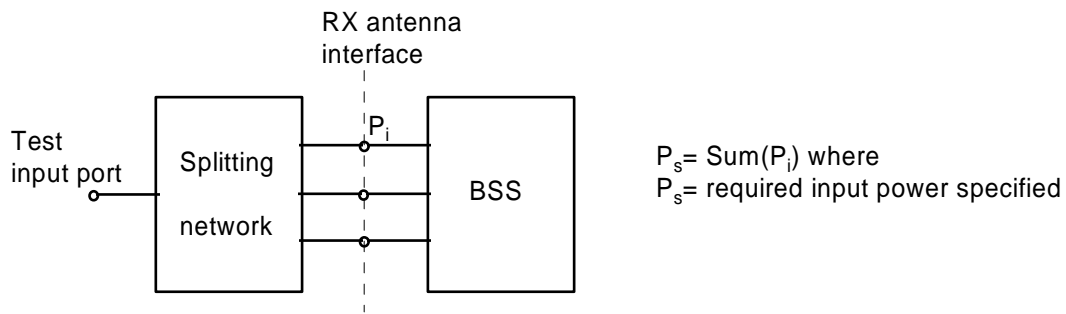 RX antenna
interface
Test
input port
Splitting
network
P_i
BSS
P_s= Sum(P_i) where
P_s= required input power specified